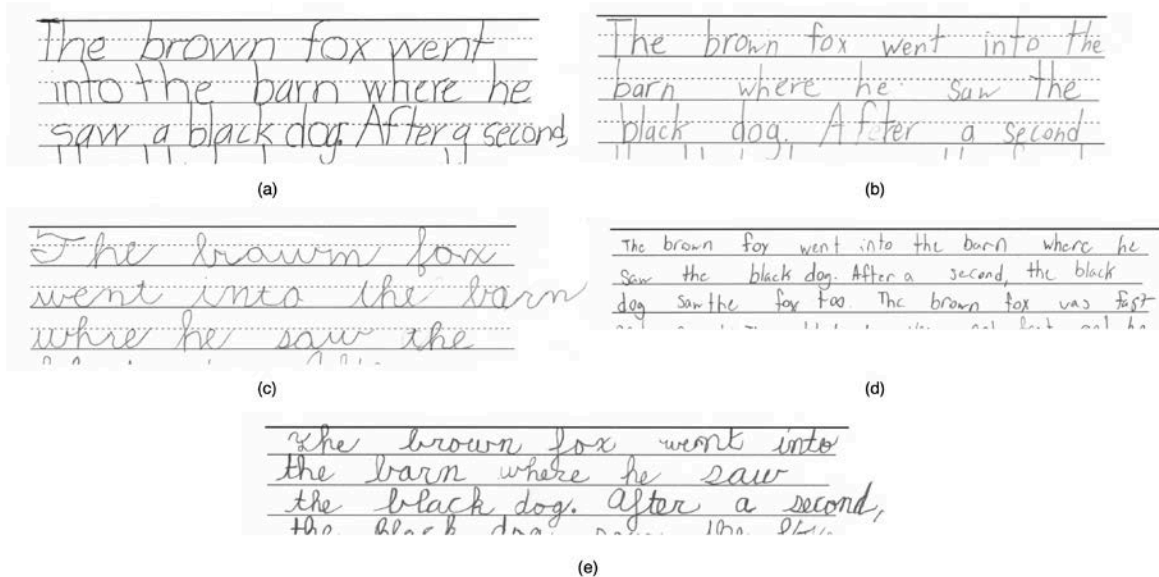 The brown fox went
into the barn where he
saw a black dog. After a second,
(a)
The brown fox went into the
barn where he saw the
black dog. After a second
(b)
The brown fox
went into the barn
whre he saw the
(c)
The brown foy went into the barn where he
saw the black dog. After a second, the black
dog saw the fox too. The brown fox was fast
(d)
The brown fox went into
the barn where he saw
the black dog. After a second,
(e)